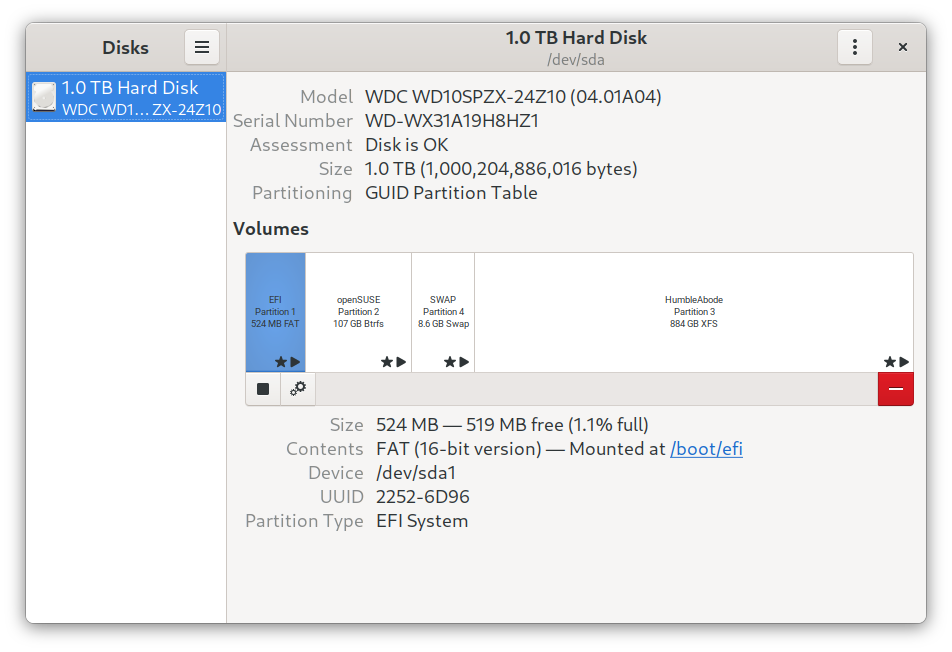 Disks
1.0 TB Hard Disk
/dev/sda
1.0 TB Hard Disk
WDC WD1... ZX-24Z10
Model WDC WD10SPZX-24Z10 (04.01A04)
Serial Number WD-WX31A19H8HZ1
Assessment Disk is OK
Size 1.0 TB (1,000,204,886,016 bytes)
Partitioning GUID Partition Table
Volumes
EFI
Partition 1
524 MB FAT
openSUSE
Partition 2
107 GB Btrfs
SWAP
Partition 4
8.6 GB Swap
HumbleAbode
Partition 3
884 GB XFS
Size 524 MB — 519 MB free (1.1% full)
Contents FAT (16-bit version) — Mounted at /boot/efi
Device /dev/sda1
UUID 2252-6D96
Partition Type EFI System